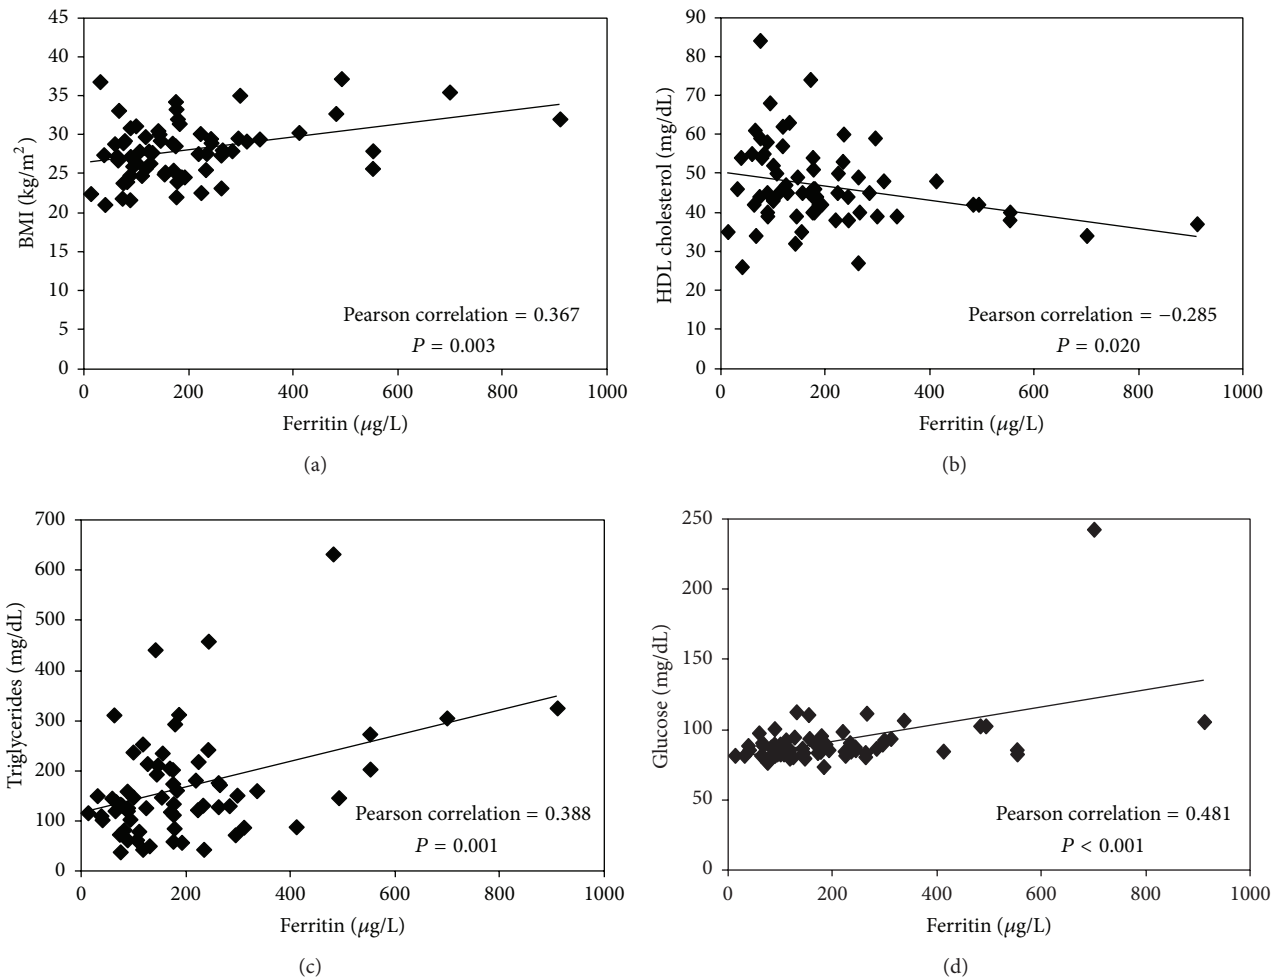 45
40
35
30
25
20
15
10
5
0
BMI (kg/m²)
Pearson correlation = 0.367
P = 0.003
0 200 400 600 800 1000
Ferritin (μg/L)
(a)
90
80
70
60
50
40
30
20
10
0
HDL cholesterol (mg/dL)
Pearson correlation = −0.285
P = 0.020
0 200 400 600 800 1000
Ferritin (μg/L)
(b)
700
600
500
400
300
200
100
0
Triglycerides (mg/dL)
Pearson correlation = 0.388
P = 0.001
0 200 400 600 800 1000
Ferritin (μg/L)
(c)
250
200
150
100
50
0
Glucose (mg/dL)
Pearson correlation = 0.481
P < 0.001
0 200 400 600 800 1000
Ferritin (μg/L)
(d)